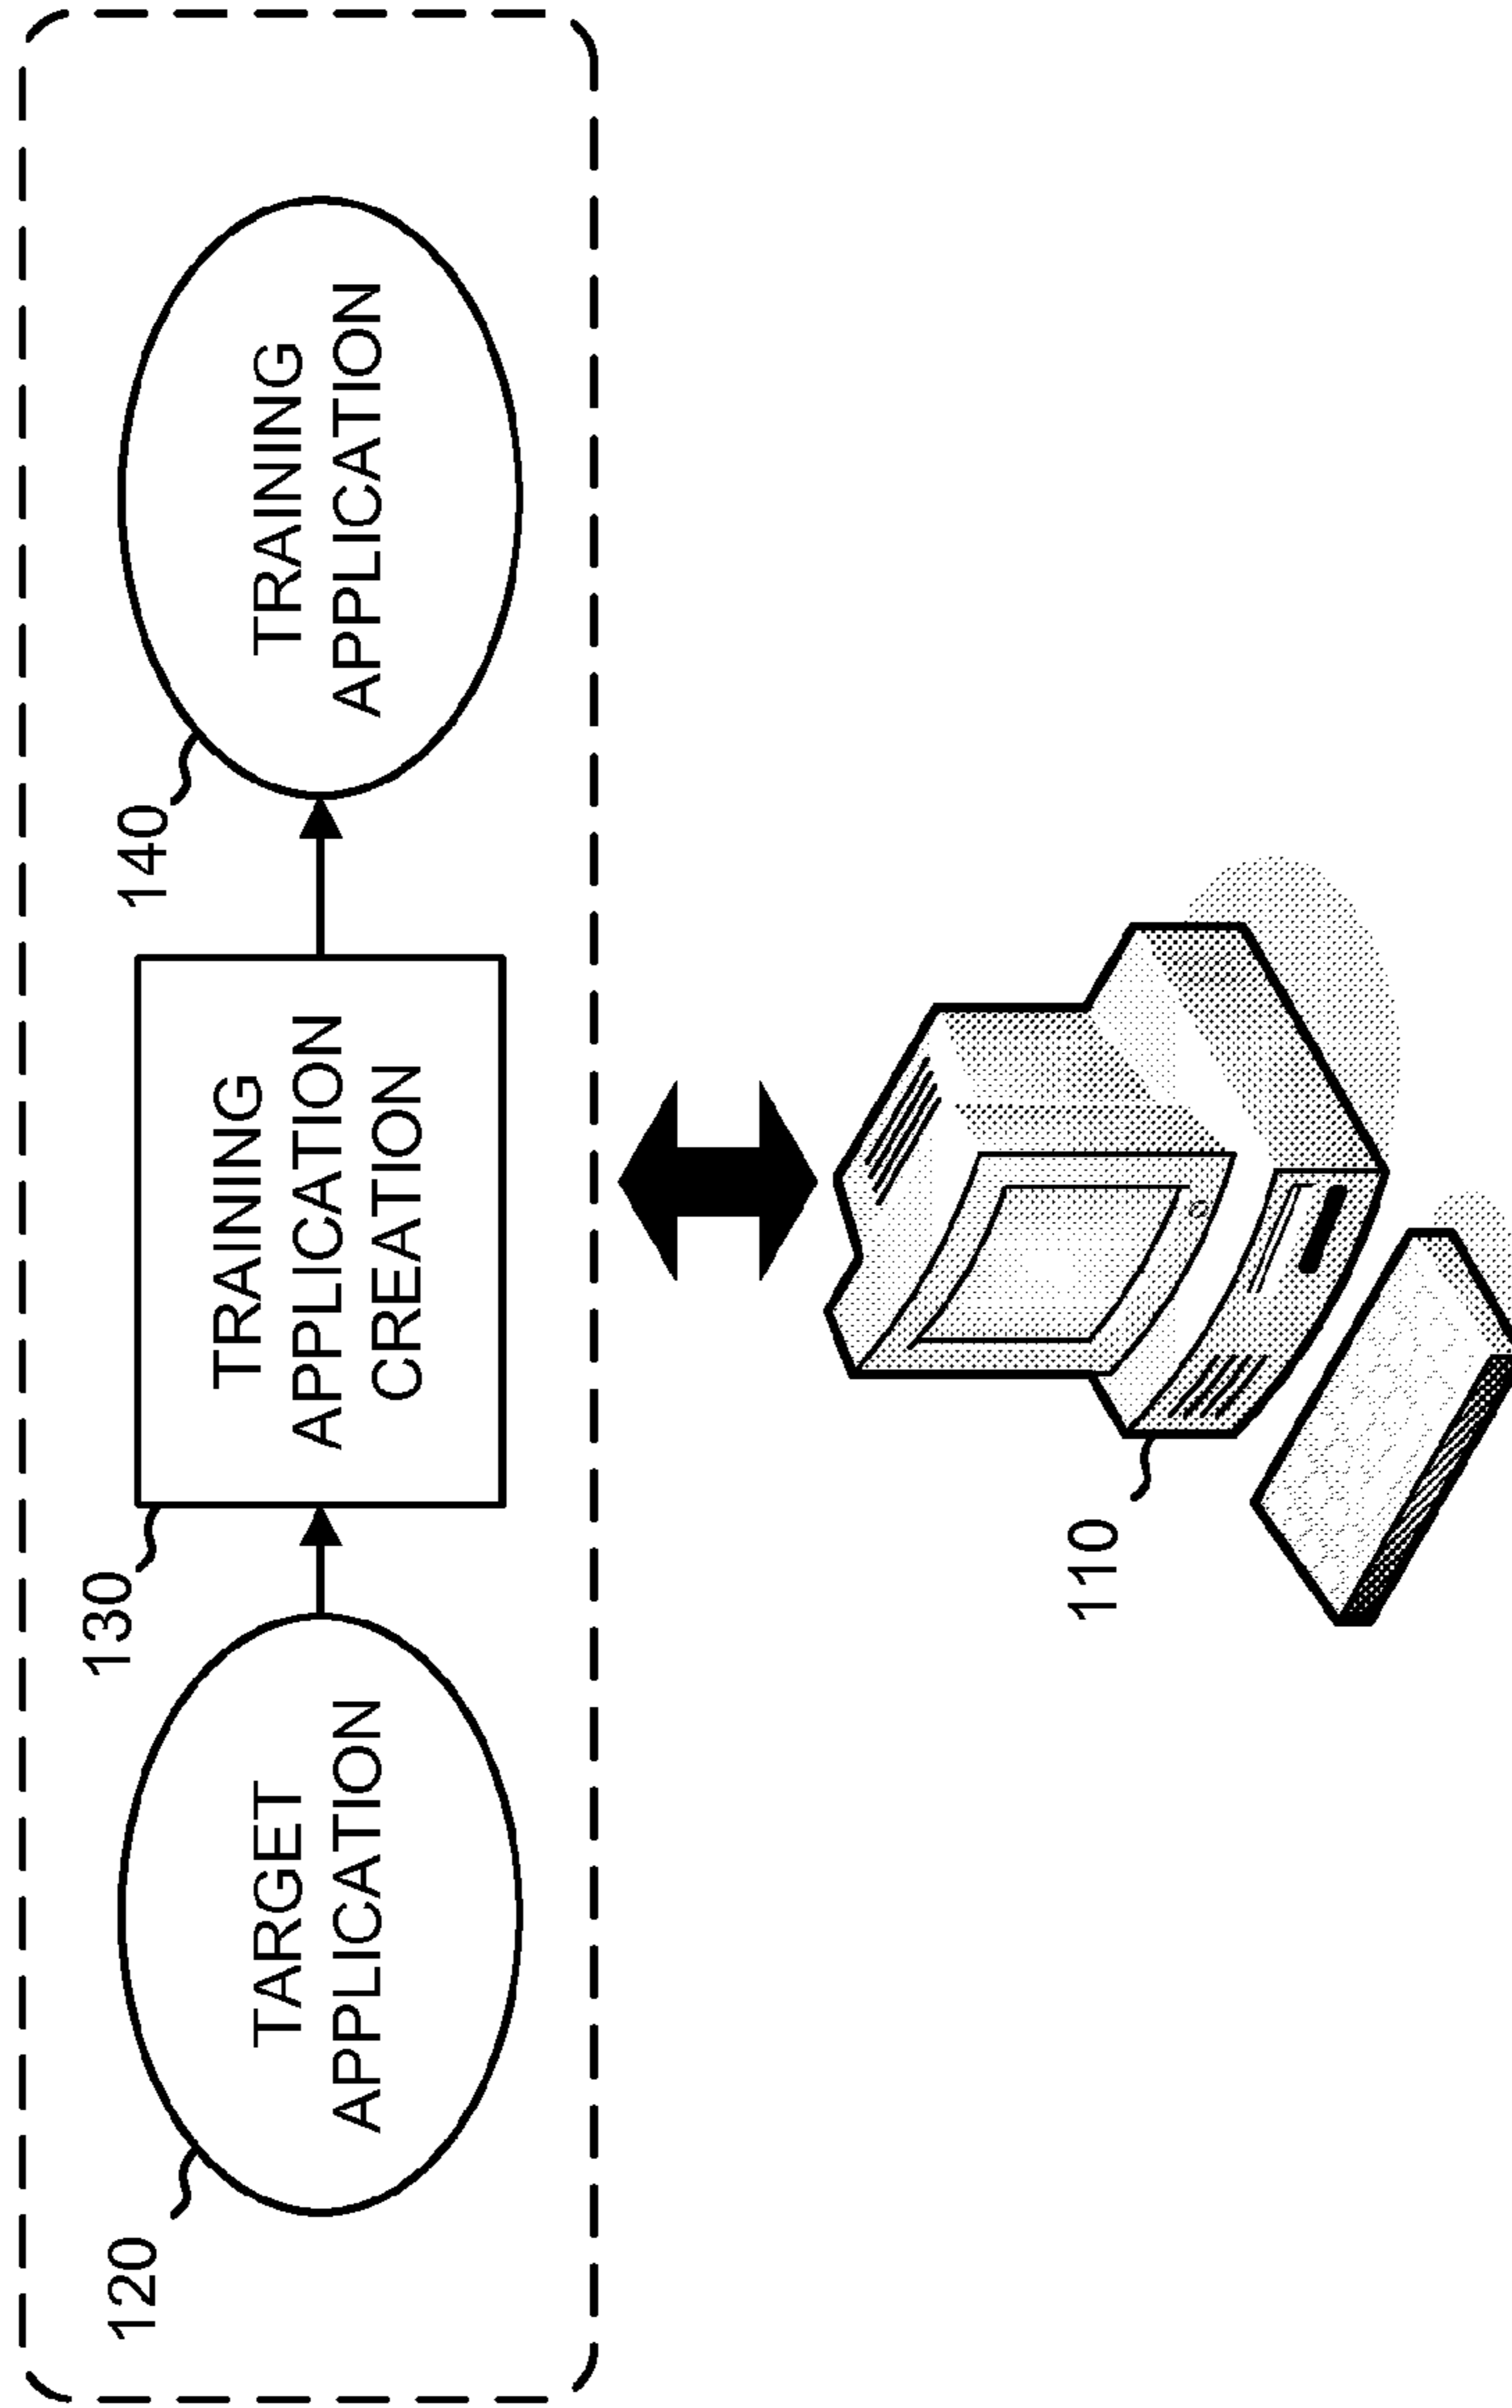 120
TARGET
APPLICATION
130
TRAINING
APPLICATION
CREATION
140
TRAINING
APPLICATION
110